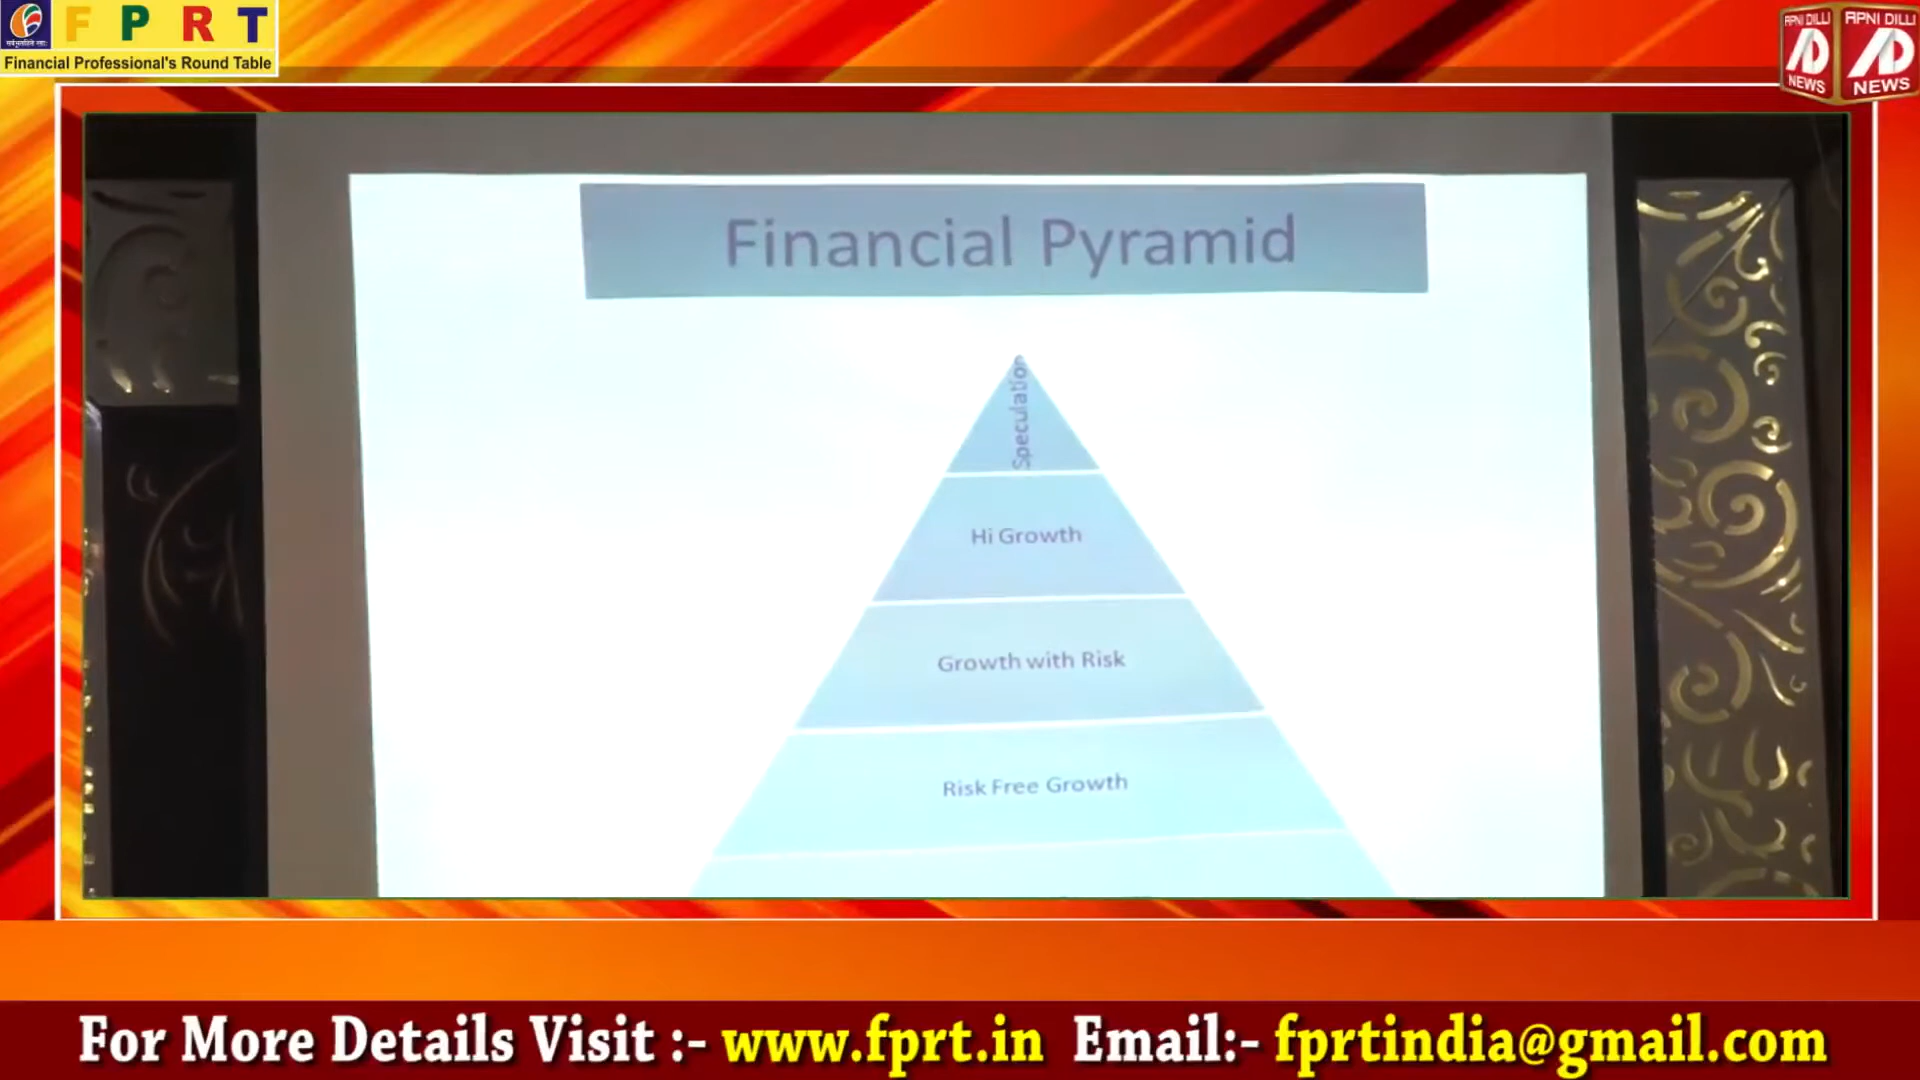 F P R T
Financial Professional's Round Table
APNI DILLI
NEWS
APNI DILLI
NEWS
Financial Pyramid
Speculation
Hi Growth
Growth with Risk
Risk Free Growth
For More Details Visit :- www.fprt.in Email:- fprtindia@gmail.com